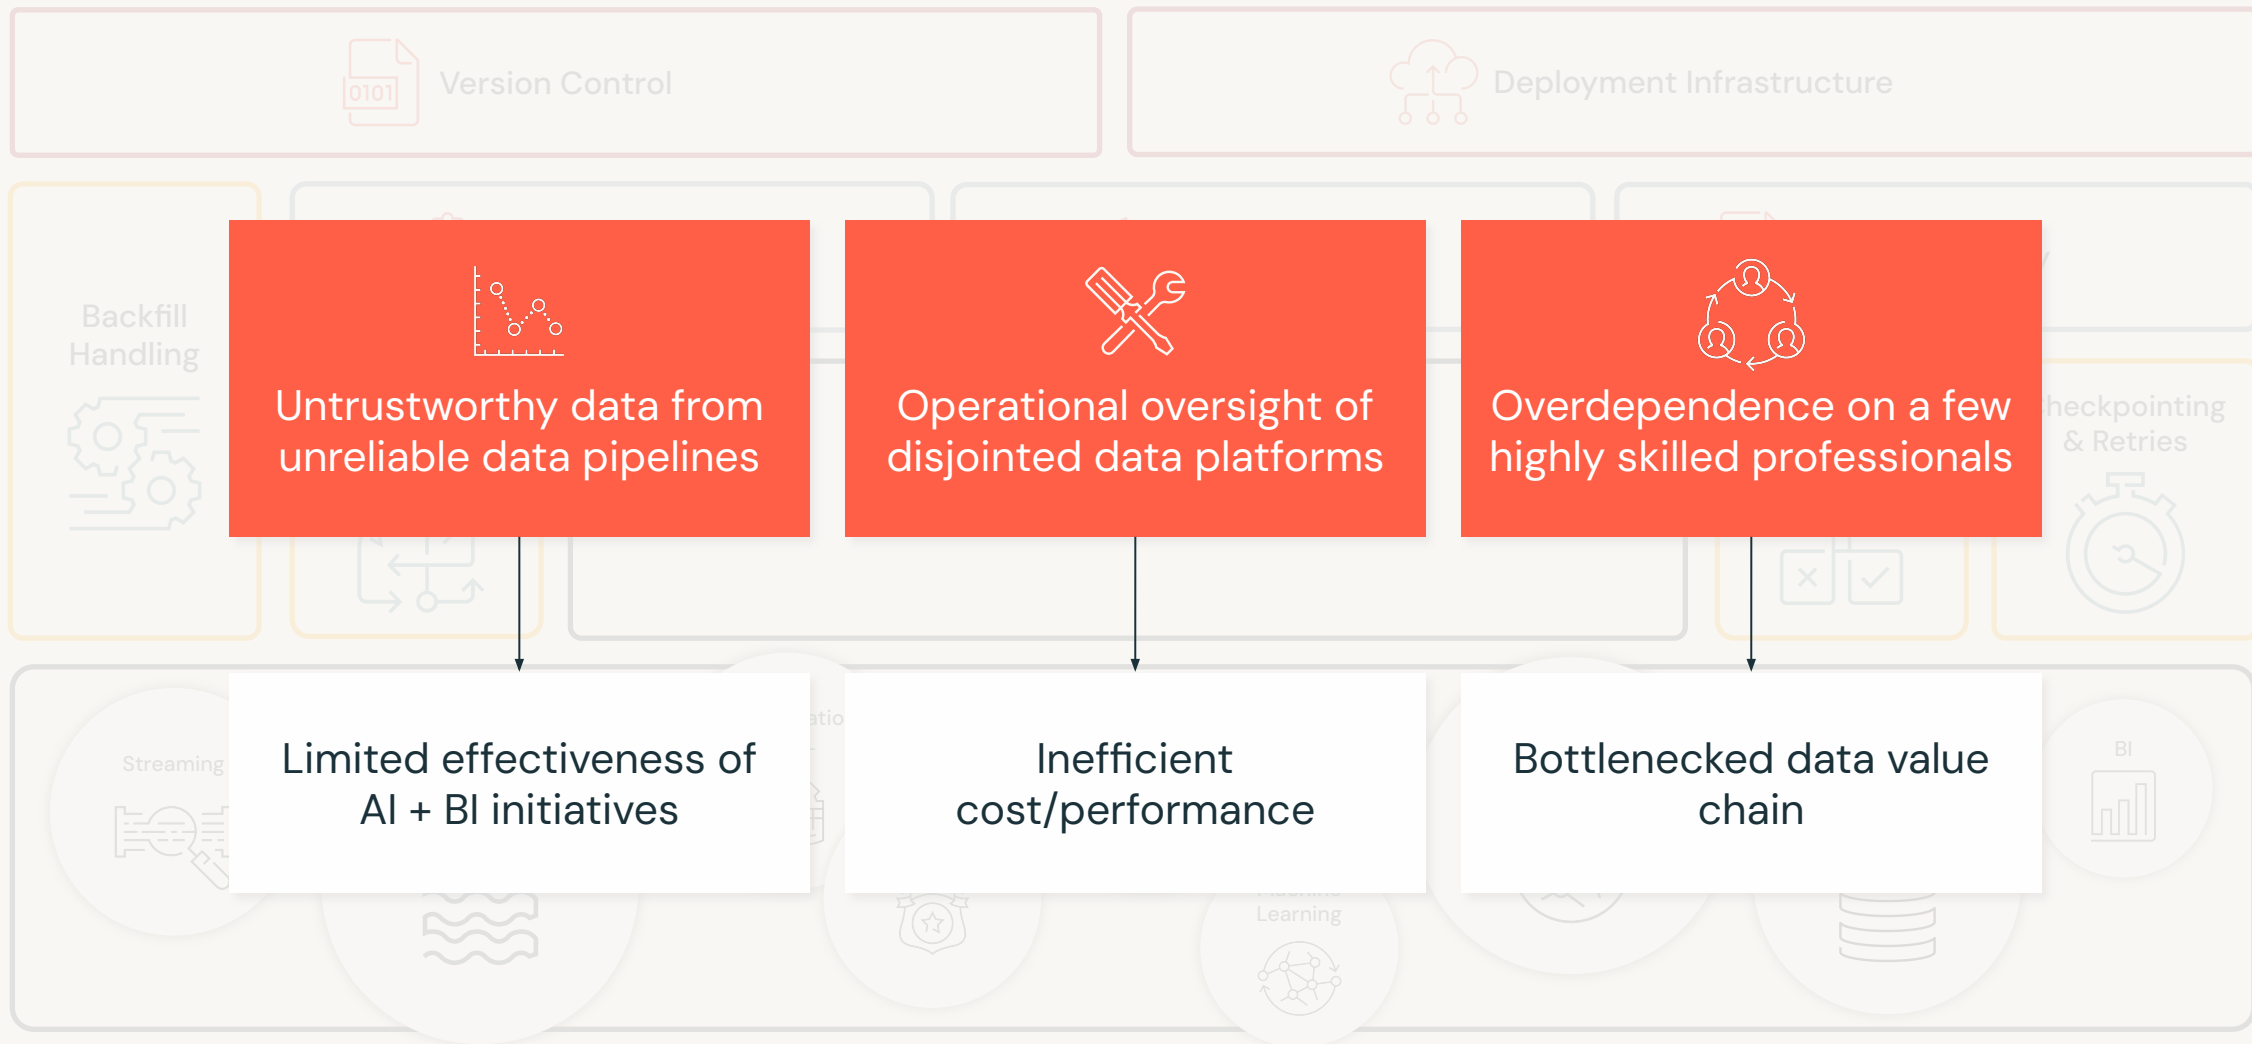 Version Control
0101
Deployment Infrastructure
Backfill
Handling
Untrustworthy data from
unreliable data pipelines
Operational oversight of
disjointed data platforms
Overdependence on a few
highly skilled professionals
& Retries
Limited effectiveness of
AI + BI initiatives
Inefficient
cost/performance
Bottlenecked data value
chain
Streaming
BI
Learning